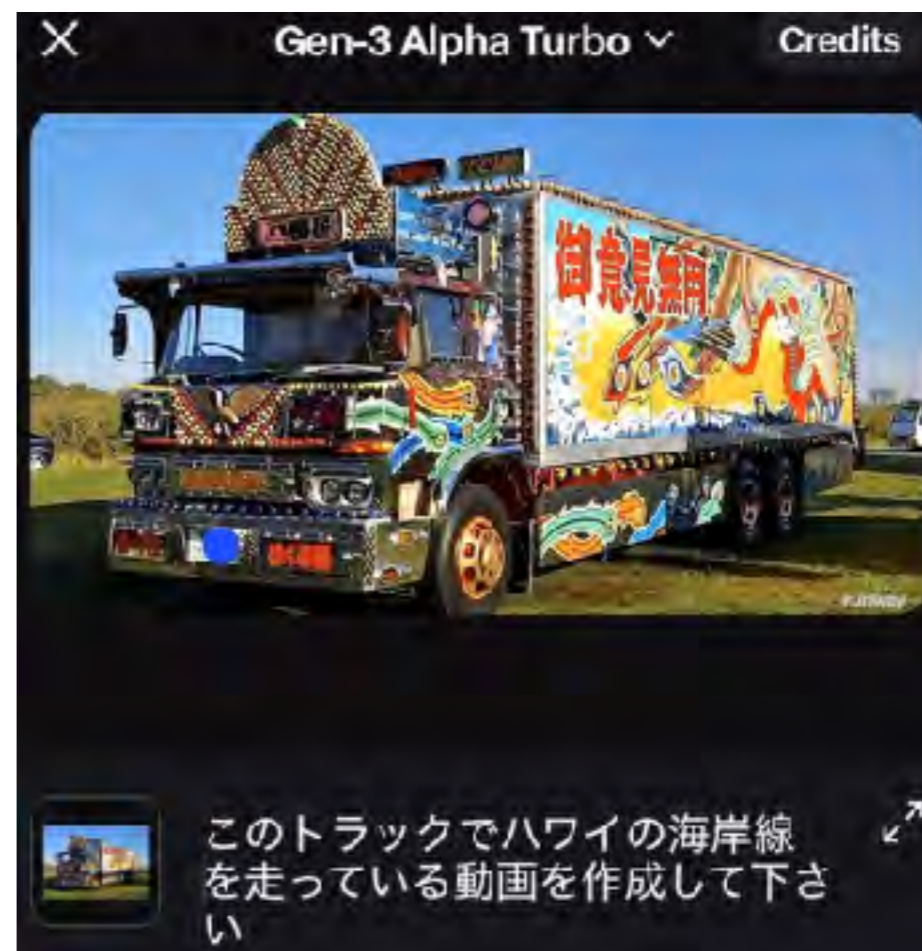 Gen-3 Alpha Turbo
Credits
御意見無用
runway
このトラックでハワイの海岸線
を走っている動画を作成して下さ
い